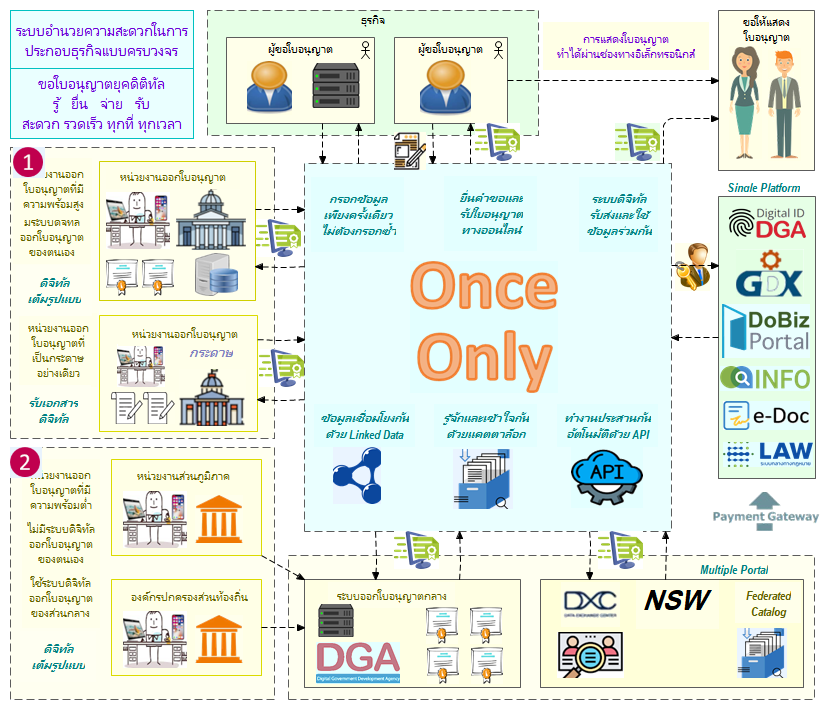 ระบบอำนวยความสะดวกในการ
ประกอบธุรกิจแบบครบวงจร
ขอใบอนุญาตยุคดิติทัล
รู้ ยื่น จ่าย รับ
สะดวก รวดเร็ว ทุกที่ ทุกเวลา
ธุรกิจ
ผู้ขอใบอนุญาต
ผู้ขอใบอนุญาต
การแสดงใบอนุญาต
ทำได้ผ่านช่องทางอิเล็กทรอนิกส์
ขอให้แสดง
ใบอนุญาต
1
งานออก
ใบอนุญาตที่มี
ความพร้อมสูง
มีระบบดิจิทัล
ออกใบอนุญาต
ของตนเอง
ดิจิทัล
เต็มรูปแบบ
หน่วยงานออกใบอนุญาต
หน่วยงานออก
ใบอนุญาตที่
เป็นกระดาษ
อย่างเดียว
รับเอกสาร
ดิจิทัล
หน่วยงานออกใบอนุญาต
กระดาษ
กรอกข้อมูล
เพียงครั้งเดียว
ไม่ต้องกรอกซ้ำ
ยื่นคำขอและ
รับใบอนุญาต
ทางออนไลน์
ระบบดิจิทัล
รับส่งและใช้
ข้อมูลร่วมกัน
Once
Only
ข้อมูลเชื่อมโยงกัน
ด้วย Linked Data
รู้จักและเข้าใจกัน
ด้วยแคตตาล็อก
ทำงานประสานกัน
อัตโนมัติด้วย API
API
Single Platform
Digital ID
DGA
GDX
DoBiz
Portal
INFO
e-Doc
LAW
ระบบกลางทางกฎหมาย
Payment Gateway
2
หน่วยงานออก
ใบอนุญาตที่มี
ความพร้อมต่ำ
ไม่มีระบบดิจิทัล
ออกใบอนุญาต
ของตนเอง
ใช้ระบบดิจิทัล
ออกใบอนุญาต
ของส่วนกลาง
ดิจิทัล
เต็มรูปแบบ
หน่วยงานส่วนภูมิภาค
องค์กรปกครองส่วนท้องถิ่น
ระบบออกใบอนุญาตกลาง
DGA
Digital Government Development Agency
Multiple Portal
DXC
DATA EXCHANGE CENTER
NSW
Federated
Catalog